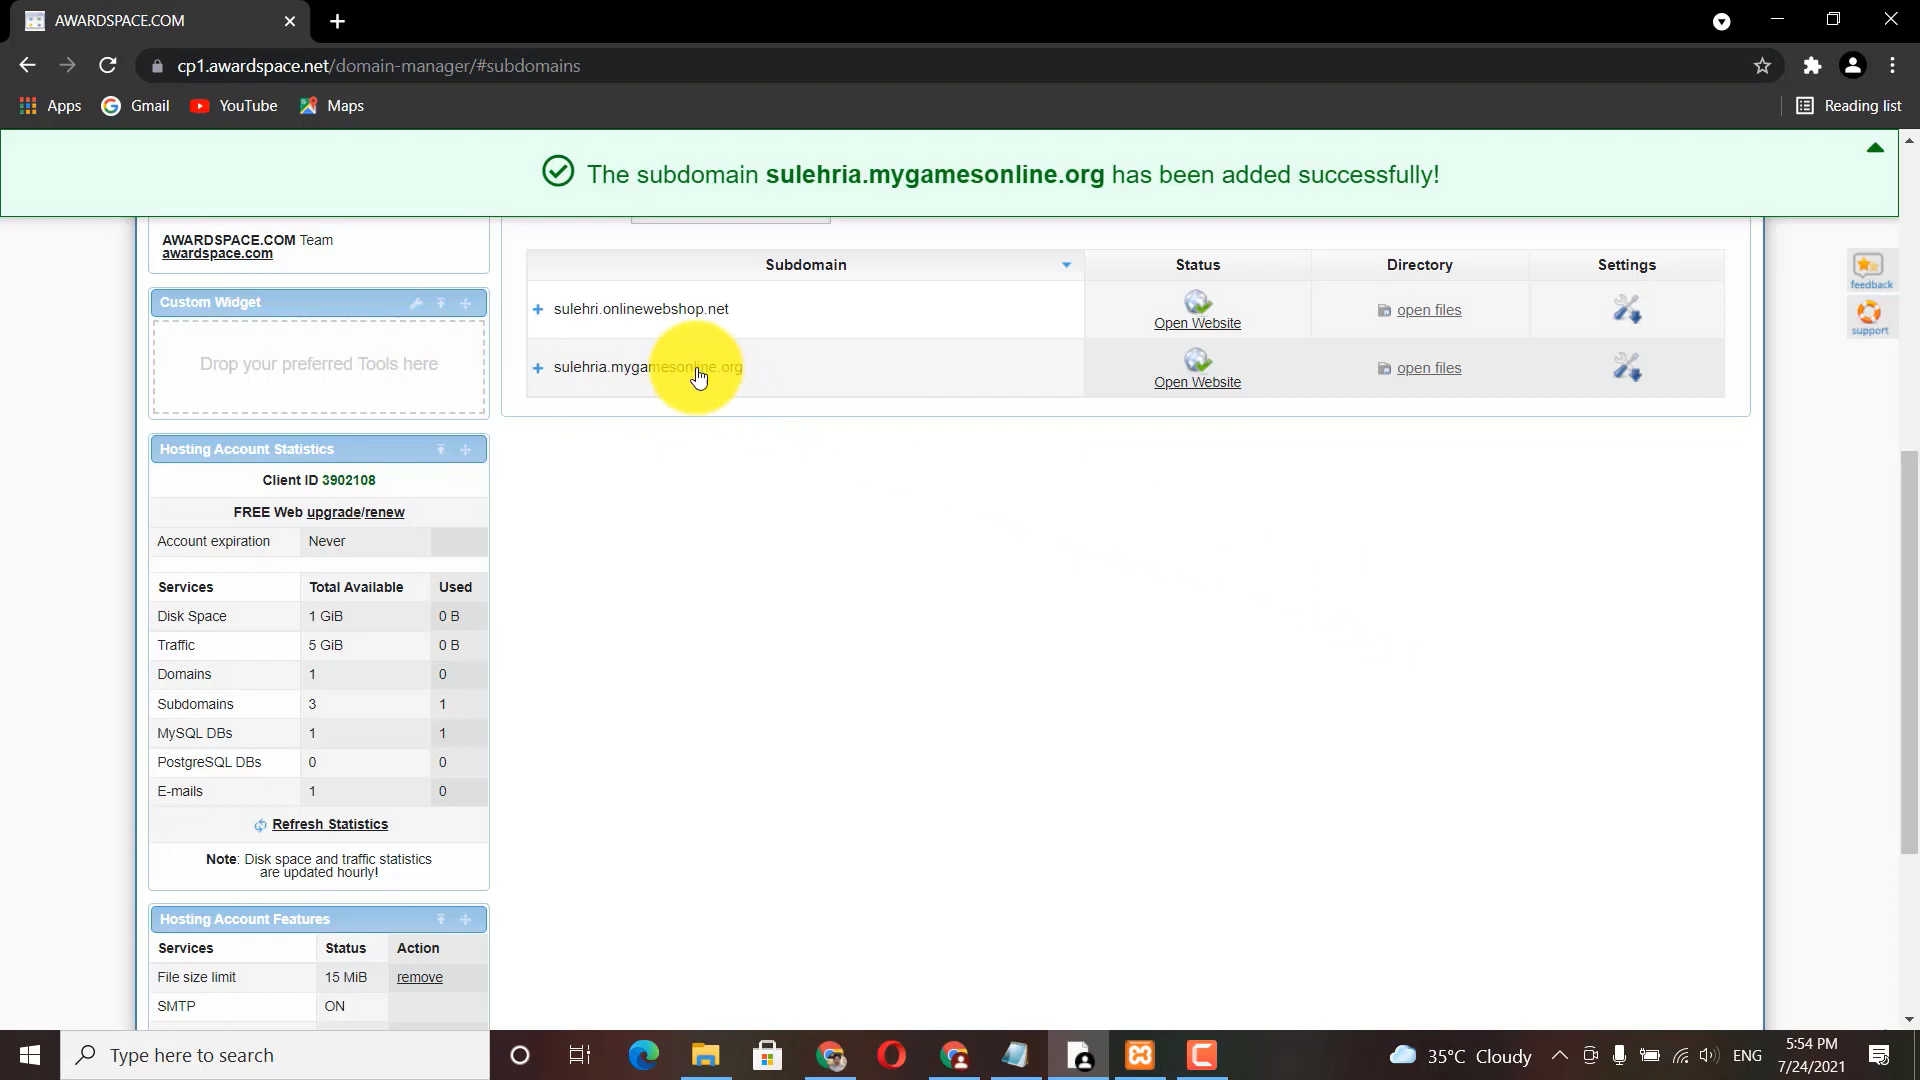 AWARDSPACE.COM
cp1.awardspace.net/domain-manager/#subdomains
Apps Gmail YouTube Maps Reading list
The subdomain sulehria.mygamesonline.org has been added successfully!
AWARDSPACE.COM Team
awardspace.com
Custom Widget
Drop your preferred Tools here
Hosting Account Statistics
Client ID 3902108
FREE Web upgrade/renew
Account expiration Never
Services Total Available Used
Disk Space 1 GiB 0 B
Traffic 5 GiB 0 B
Domains 1 0
Subdomains 3 1
MySQL DBs 1 1
PostgreSQL DBs 0 0
E-mails 1 0
Refresh Statistics
Note: Disk space and traffic statistics
are updated hourly!
Hosting Account Features
Services Status Action
File size limit 15 MiB remove
SMTP ON
Subdomain Status Directory Settings
sulehri.onlinewebshop.net Open Website open files
sulehria.mygamesonline.org Open Website open files
feedback
support
Type here to search
35°C Cloudy
ENG
5:54 PM
7/24/2021